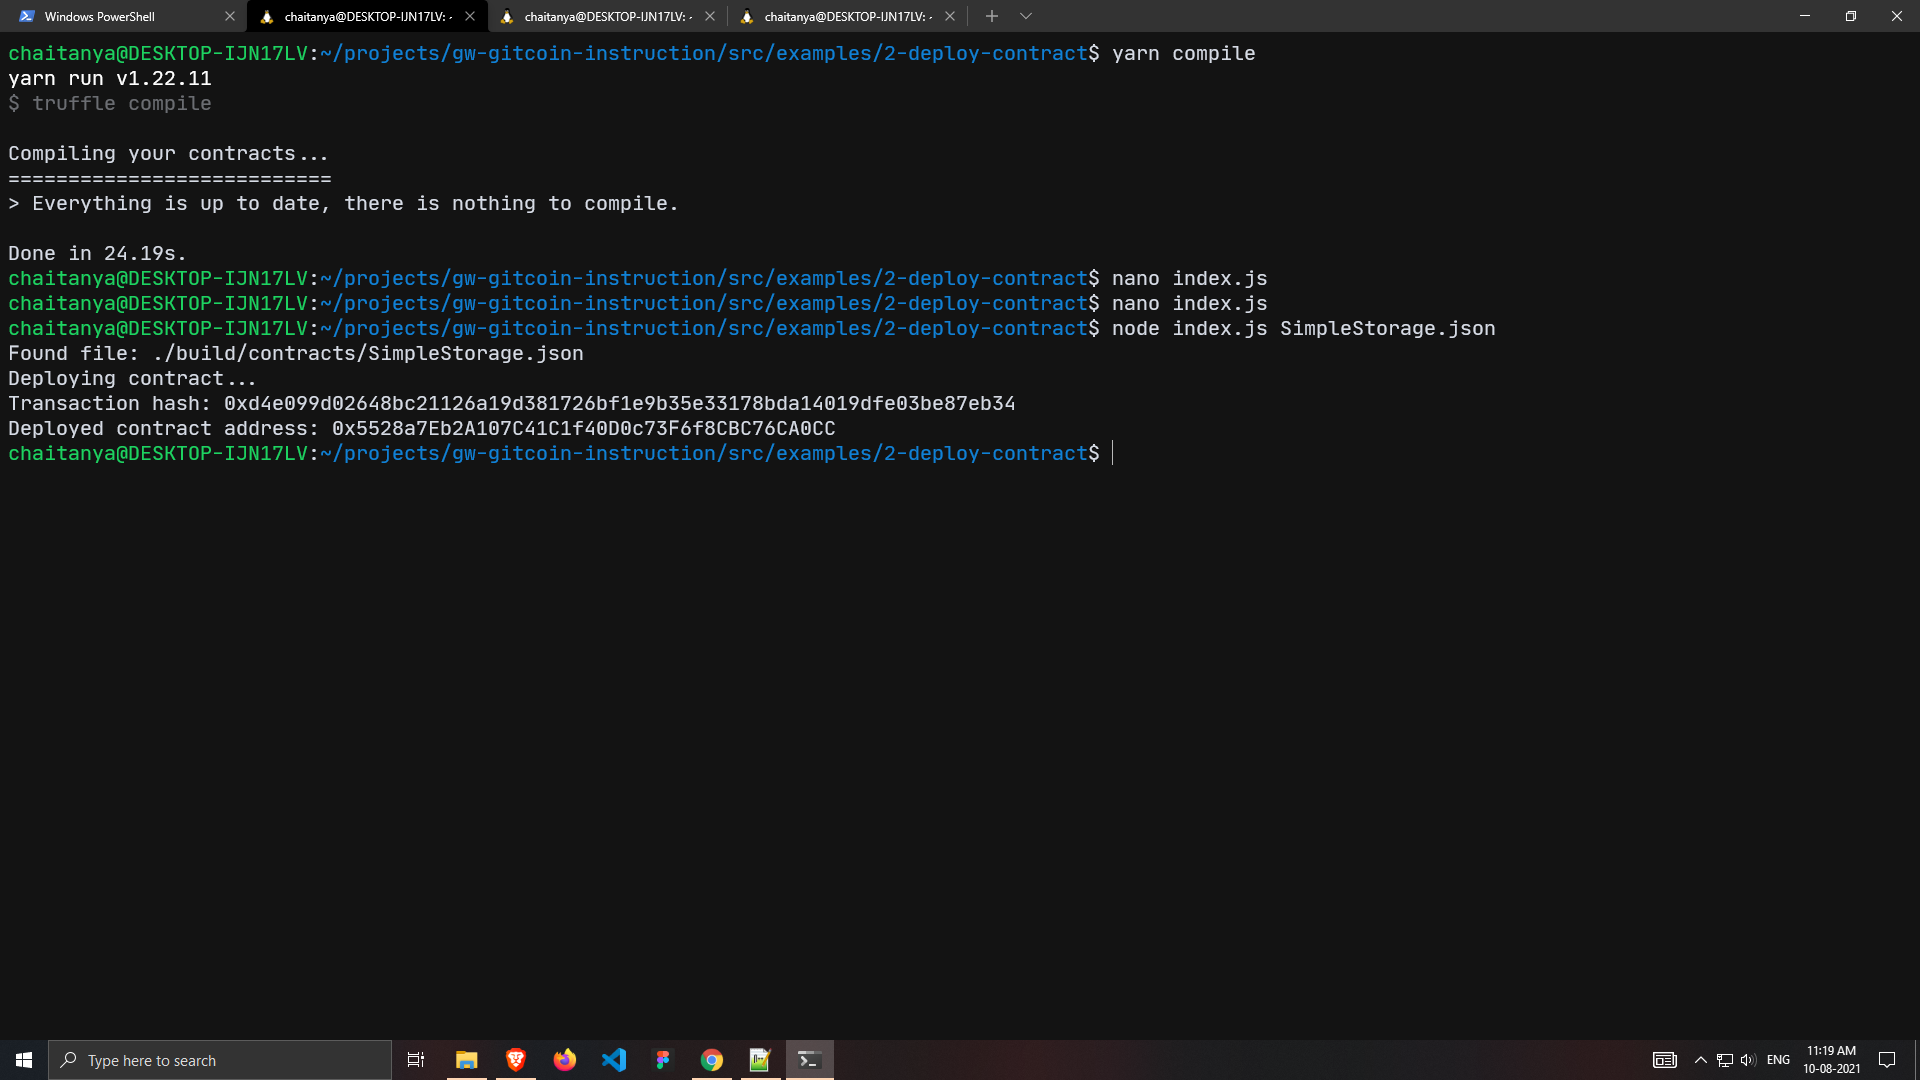 Windows PowerShell
chaitanya@DESKTOP-IJN17LV: -
chaitanya@DESKTOP-IJN17LV: -
chaitanya@DESKTOP-IJN17LV: -
chaitanya@DESKTOP-IJN17LV:~/projects/gw-gitcoin-instruction/src/examples/2-deploy-contract$ yarn compile
yarn run v1.22.11
$ truffle compile
Compiling your contracts...
===========================
> Everything is up to date, there is nothing to compile.
Done in 24.19s.
chaitanya@DESKTOP-IJN17LV:~/projects/gw-gitcoin-instruction/src/examples/2-deploy-contract$ nano index.js
chaitanya@DESKTOP-IJN17LV:~/projects/gw-gitcoin-instruction/src/examples/2-deploy-contract$ nano index.js
chaitanya@DESKTOP-IJN17LV:~/projects/gw-gitcoin-instruction/src/examples/2-deploy-contract$ node index.js SimpleStorage.json
Found file: ./build/contracts/SimpleStorage.json
Deploying contract...
Transaction hash: 0xd4e099d02648bc21126a19d381726bf1e9b35e33178bda14019dfe03be87eb34
Deployed contract address: 0x5528a7Eb2A107C41C1f40D0c73F6f8CBC76CA0CC
chaitanya@DESKTOP-IJN17LV:~/projects/gw-gitcoin-instruction/src/examples/2-deploy-contract$
Type here to search
ENG
11:19 AM
10-08-2021